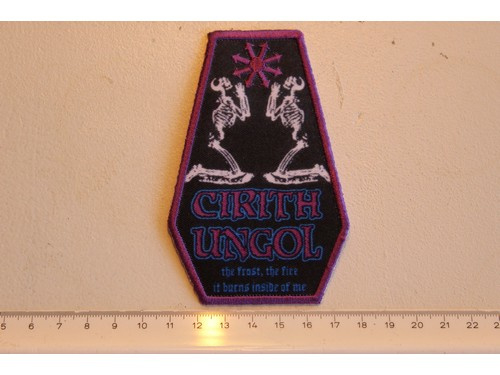 CIRITH
UNGOL
the frost, the fire
it burns inside of me
5 6 7 8 9 10 11 12 13 14 15 16 17 18 19 20 21 22 23